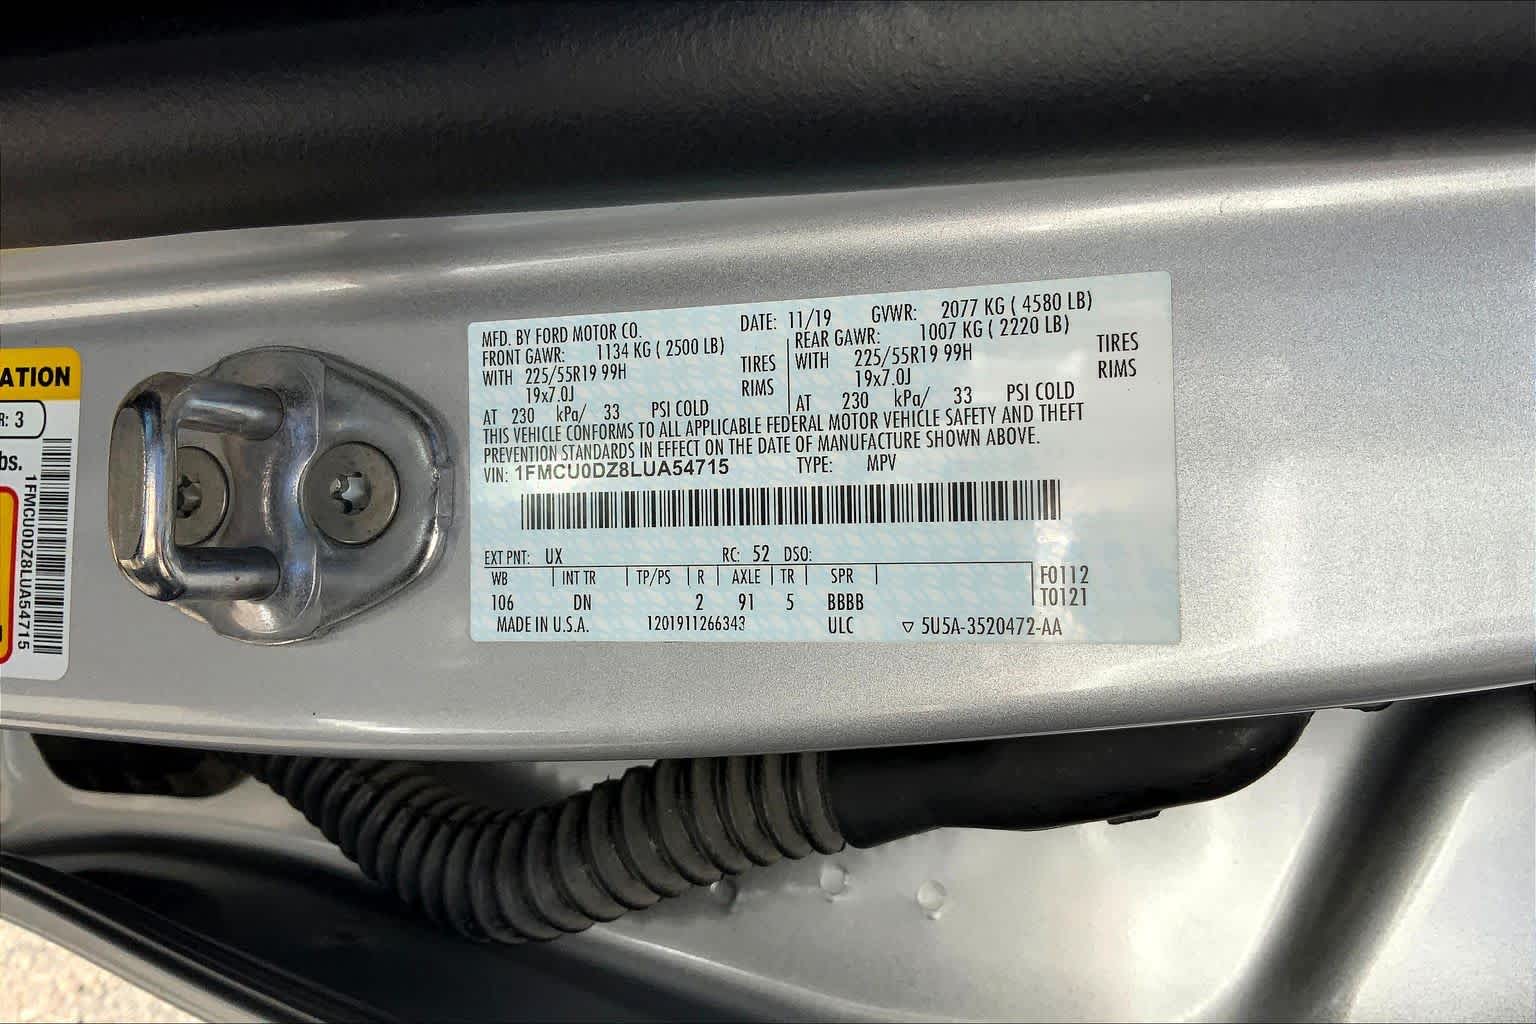 ATION
R: 3
bs.
1FMCU0DZ8LUA54715
MFD. BY FORD MOTOR CO. DATE: 11/19 GVWR: 2077 KG ( 4580 LB)
FRONT GAWR: 1134 KG ( 2500 LB) REAR GAWR: 1007 KG ( 2220 LB)
WITH 225/55R19 99H TIRES WITH 225/55R19 99H TIRES
19x7.0J RIMS 19x7.0J RIMS
AT 230 kPa/ 33 PSI COLD AT 230 kPa/ 33 PSI COLD
THIS VEHICLE CONFORMS TO ALL APPLICABLE FEDERAL MOTOR VEHICLE SAFETY AND THEFT
PREVENTION STANDARDS IN EFFECT ON THE DATE OF MANUFACTURE SHOWN ABOVE.
VIN: 1FMCU0DZ8LUA54715 TYPE: MPV
EXT PNT: UX RC: 52 DSO:
WB INT TR TP/PS R AXLE TR SPR F0112
106 DN 2 91 5 BBBB T0121
MADE IN U.S.A. 1201911266343 ULC ▽ 5U5A-3520472-AA